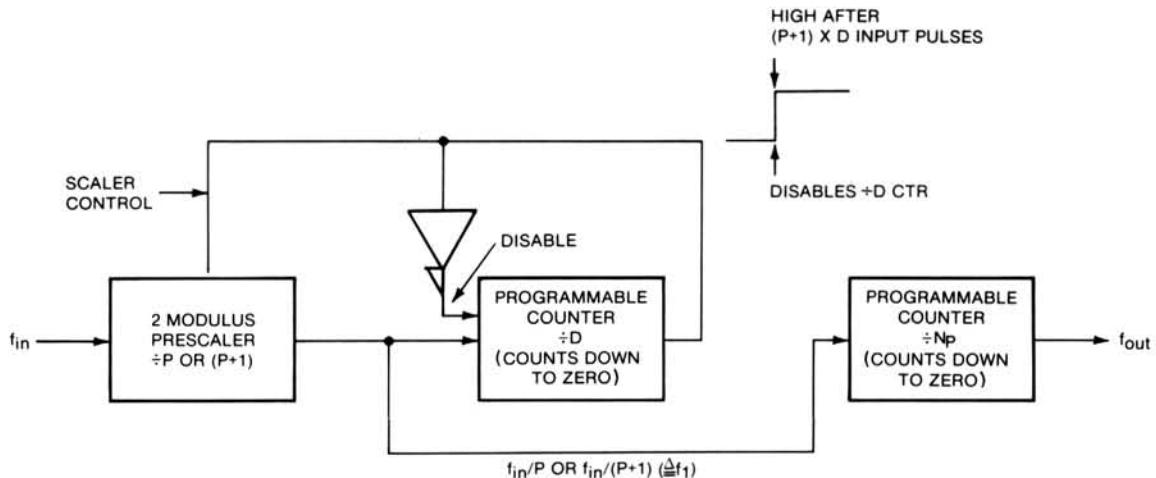 HIGH AFTER
(P+1) X D INPUT PULSES
SCALER
CONTROL
DISABLES ÷D CTR
DISABLE
2 MODULUS
PRESCALER
÷P OR (P+1)
PROGRAMMABLE
COUNTER
÷D
(COUNTS DOWN
TO ZERO)
PROGRAMMABLE
COUNTER
÷Np
(COUNTS DOWN
TO ZERO)
fin
fout
fin/P OR fin/(P+1) (≜f1)